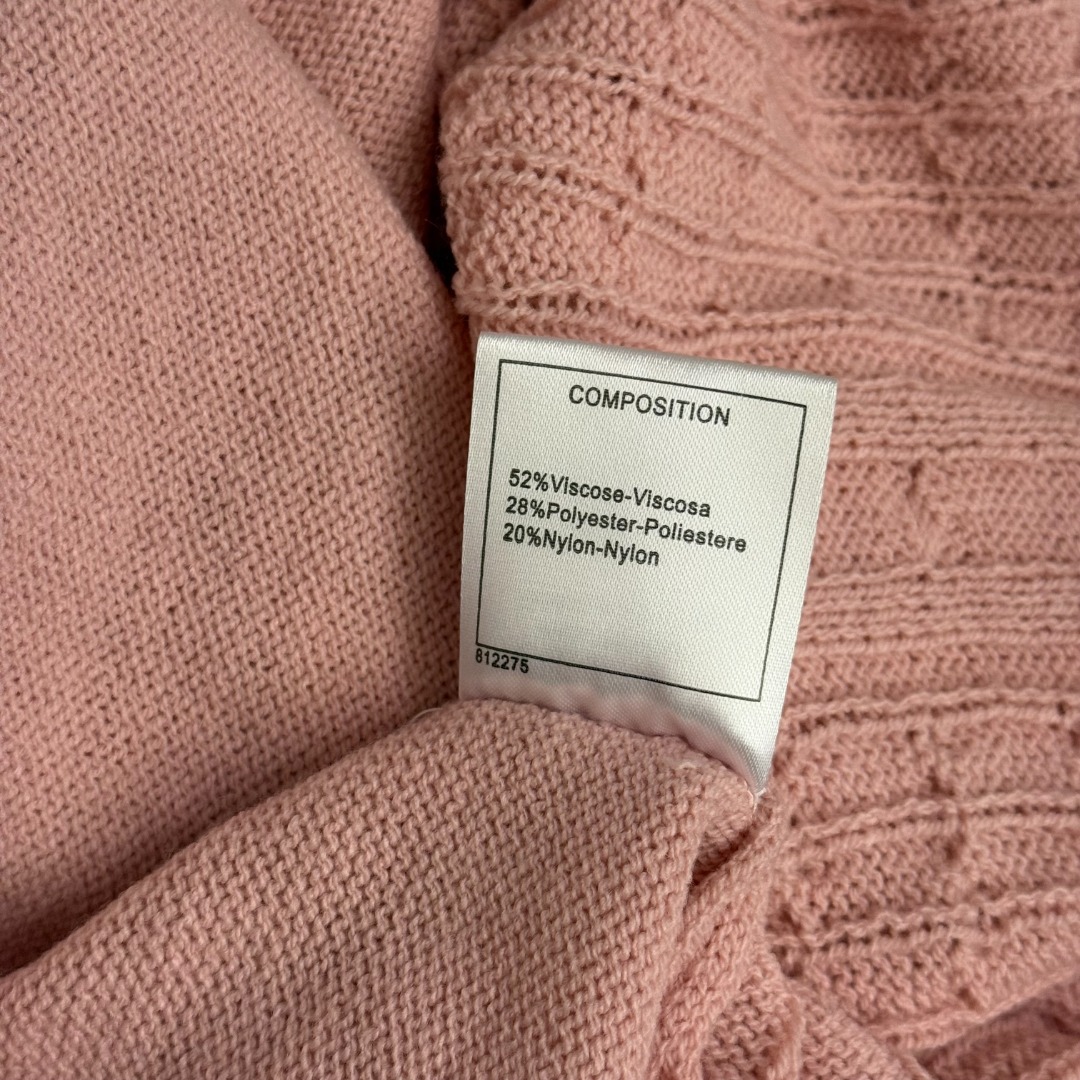 COMPOSITION
52%Viscose-Viscosa
28%Polyester-Poliestere
20%Nylon-Nylon
812275